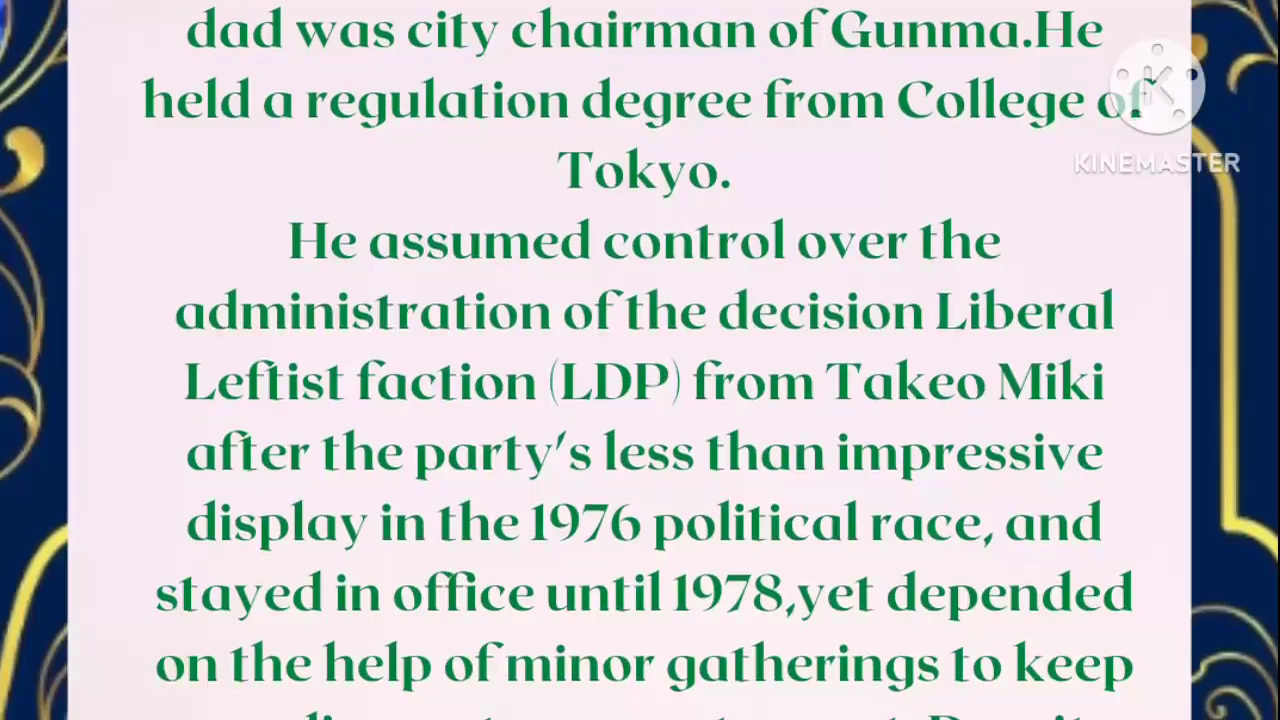 dad was city chairman of Gunma.He
held a regulation degree from College of
Tokyo.
He assumed control over the
administration of the decision Liberal
Leftist faction (LDP) from Takeo Miki
after the party's less than impressive
display in the 1976 political race, and
stayed in office until 1978,yet depended
on the help of minor gatherings to keep
KINEMASTER